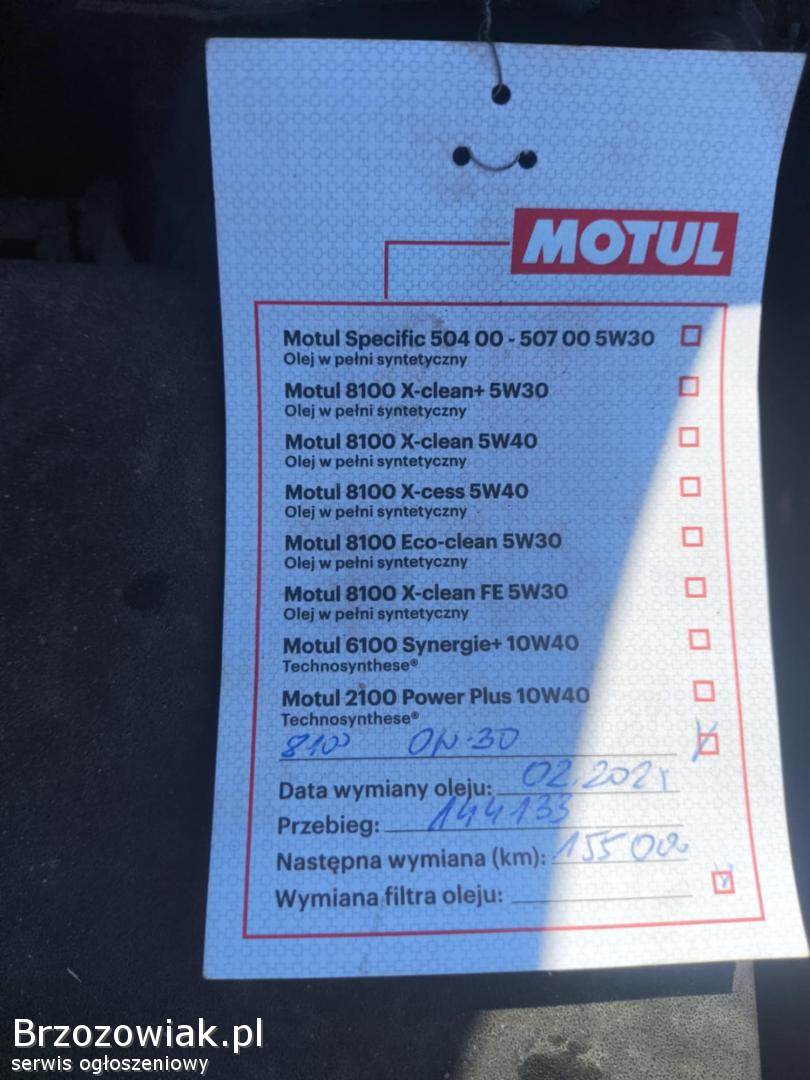 MOTUL
Motul Specific 504 00 - 507 00 5W30
Olej w pełni syntetyczny
Motul 8100 X-clean+ 5W30
Olej w pełni syntetyczny
Motul 8100 X-clean 5W40
Olej w pełni syntetyczny
Motul 8100 X-cess 5W40
Olej w pełni syntetyczny
Motul 8100 Eco-clean 5W30
Olej w pełni syntetyczny
Motul 8100 X-clean FE 5W30
Olej w pełni syntetyczny
Motul 6100 Synergie+ 10W40
Technosynthese®
Motul 2100 Power Plus 10W40
Technosynthese®
8100 0W-30
Data wymiany oleju:
Przebieg: 144133
Następna wymiana (km): 155000
Wymiana filtra oleju:
Brzozowiak.pl
serwis ogłoszeniowy